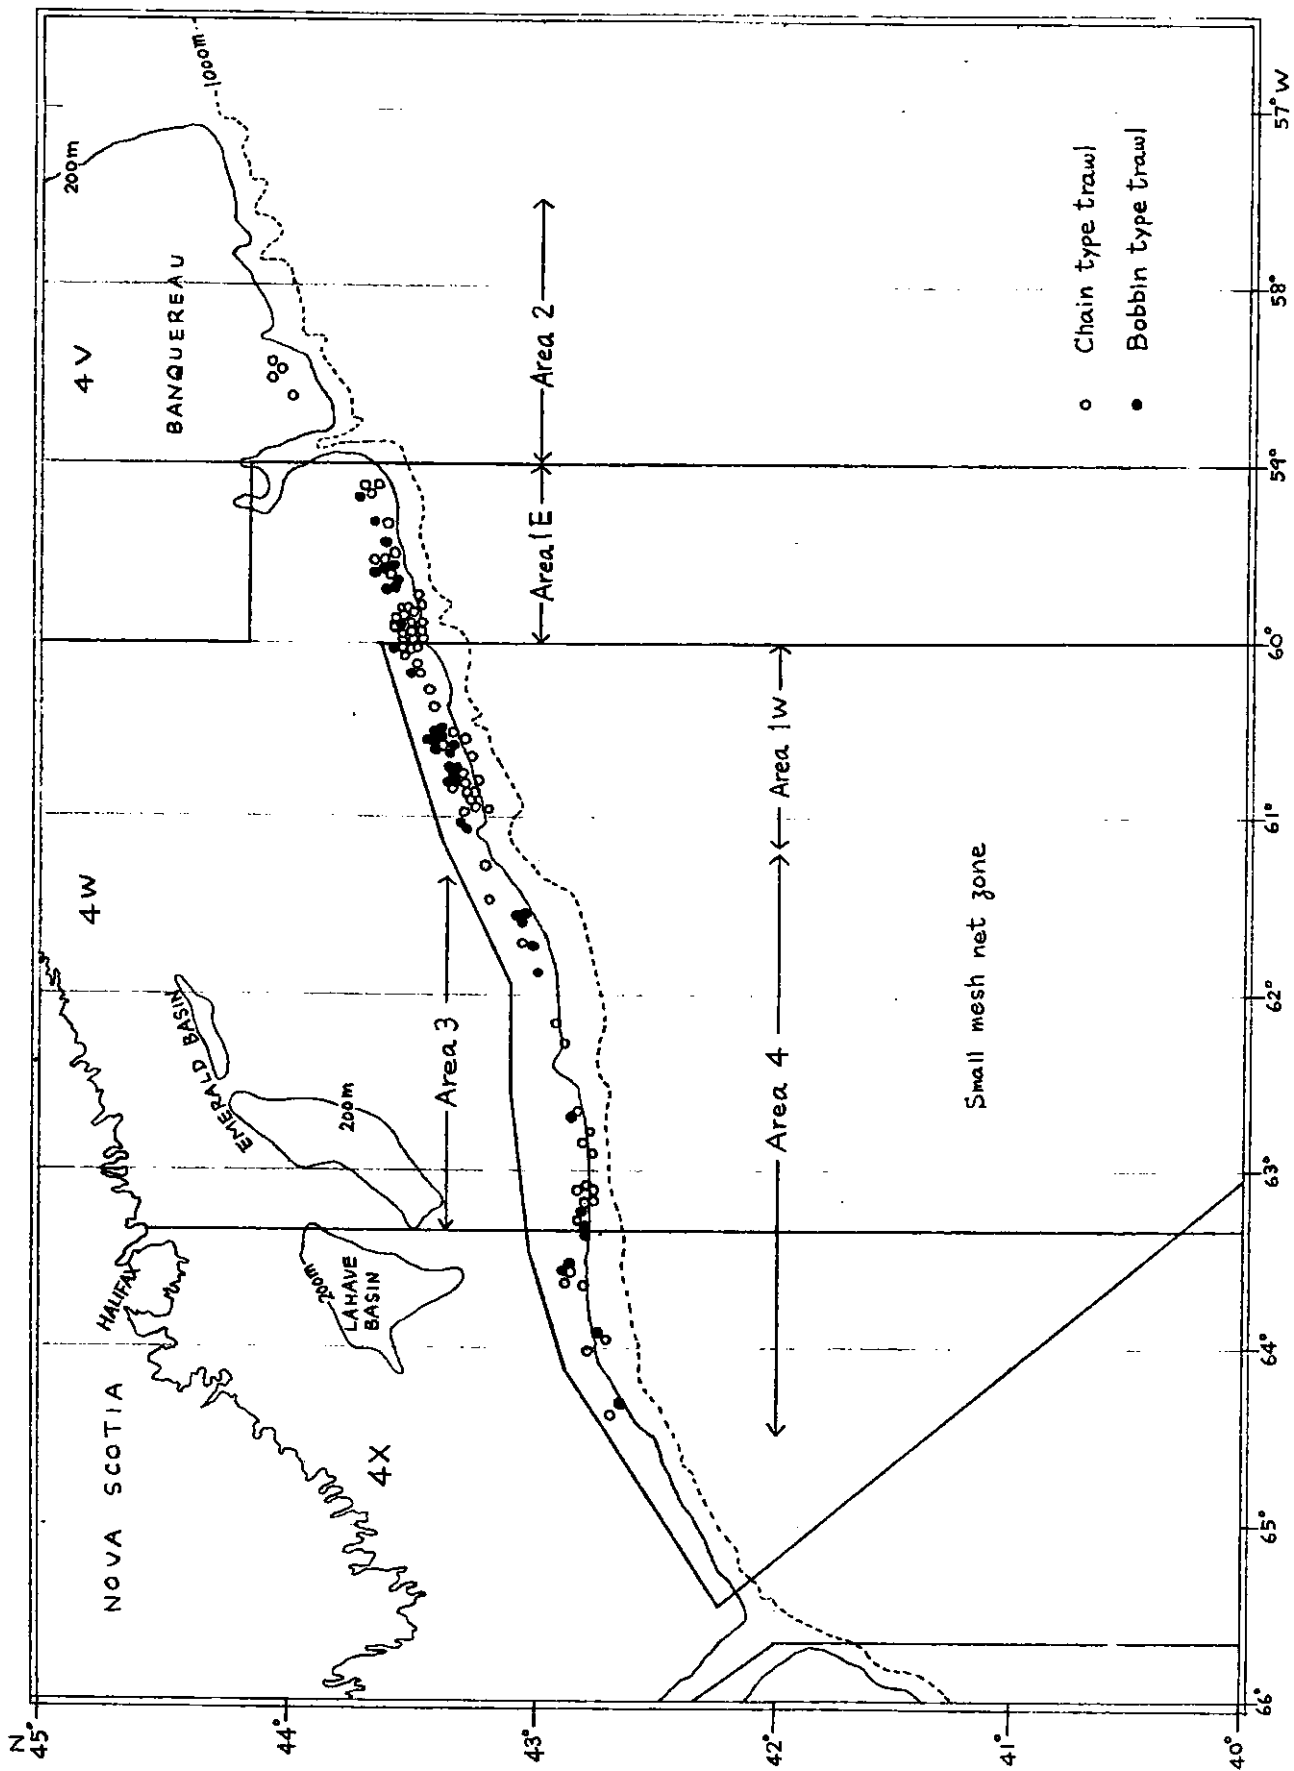 N
45°
44°
43°
42°
41°
40°
66°
65°
64°
63°
62°
61°
60°
59°
58°
57°W
NOVA SCOTIA
HALIFAX
4X
4W
4V
LAHAVE
BASIN
200m
EMERALD BASIN
200m
BANQUEREAU
200m
1000m
Area 3
Area 1E
Area 2
Area 4
Area 1W
Small mesh net zone
Chain type trawl
Bobbin type trawl